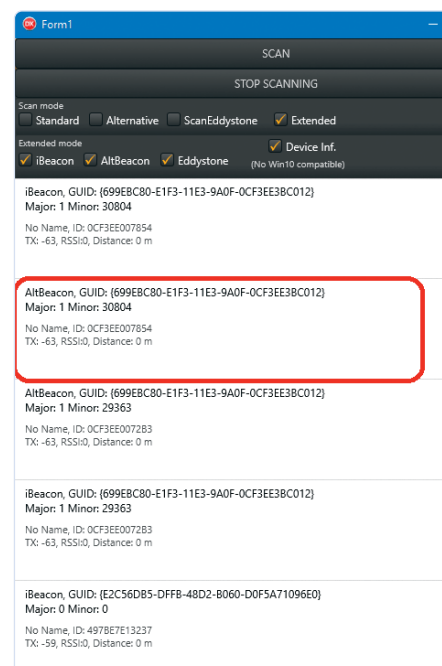 DX Form1
SCAN
STOP SCANNING
Scan mode
Standard Alternative ScanEddystone Extended
Extended mode
iBeacon AltBeacon Eddystone Device Inf.
(No Win10 compatible)
iBeacon, GUID: {699EBC80-E1F3-11E3-9A0F-0CF3EE3BC012}
Major: 1 Minor: 30804
No Name, ID: 0CF3EE007854
TX: -63, RSSI:0, Distance: 0 m
AltBeacon, GUID: {699EBC80-E1F3-11E3-9A0F-0CF3EE3BC012}
Major: 1 Minor: 30804
No Name, ID: 0CF3EE007854
TX: -63, RSSI:0, Distance: 0 m
AltBeacon, GUID: {699EBC80-E1F3-11E3-9A0F-0CF3EE3BC012}
Major: 1 Minor: 29363
No Name, ID: 0CF3EE0072B3
TX: -63, RSSI:0, Distance: 0 m
iBeacon, GUID: {699EBC80-E1F3-11E3-9A0F-0CF3EE3BC012}
Major: 1 Minor: 29363
No Name, ID: 0CF3EE0072B3
TX: -63, RSSI:0, Distance: 0 m
iBeacon, GUID: {E2C56DB5-DFFB-48D2-B060-D0F5A71096E0}
Major: 0 Minor: 0
No Name, ID: 497BE7E13237
TX: -59, RSSI:0, Distance: 0 m